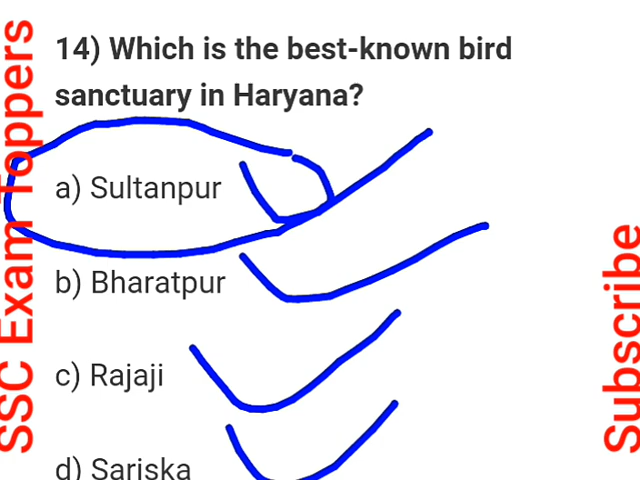 14) Which is the best-known bird
sanctuary in Haryana?
a) Sultanpur
b) Bharatpur
c) Rajaji
d) Sariska
SSC Exam Toppers
Subscribe